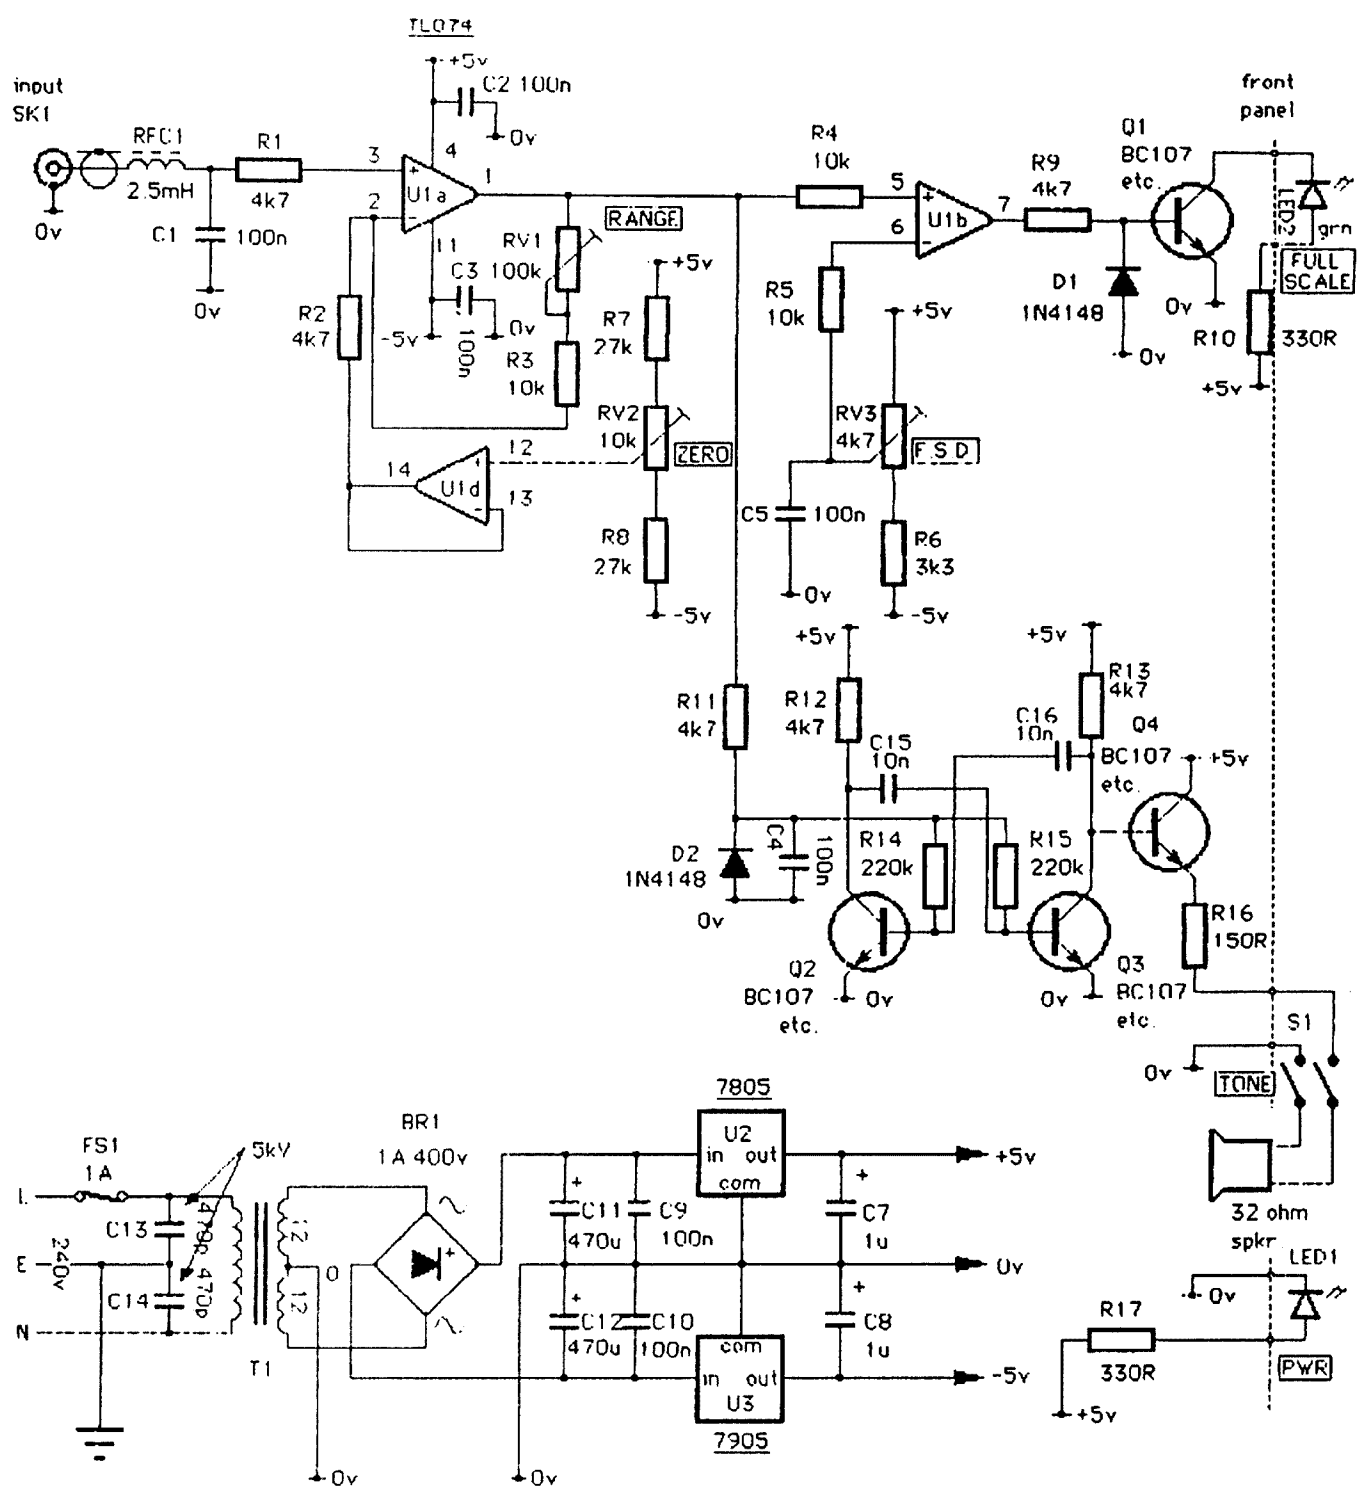 TL074
+5v
C2 100n
0v
input
SK1
RFC1
2.5mH
R1
4k7
C1
100n
0v
0v
3
2
4
1
11
+
-
U1a
RANGE
RV1
100k
C3
100n
0v
-5v
R2
4k7
R3
10k
+5v
R7
27k
RV2
10k
ZERO
12
13
14
+
-
U1d
R8
27k
-5v
R4
10k
5
6
7
+
-
U1b
R5
10k
R9
4k7
Q1
BC107
etc.
front
panel
LED2
grn
FULL
SCALE
D1
1N4148
0v
0v
R10
330R
+5v
+5v
RV3
4k7
F.S.D
C5
100n
0v
R6
3k3
-5v
+5v
+5v
R11
4k7
R12
4k7
C15
10n
C16
10n
R13
4k7
Q4
BC107
etc.
+5v
D2
1N4148
C4
100n
0v
R14
220k
R15
220k
Q2
BC107
etc.
0v
0v
Q3
BC107
etc.
R16
150R
S1
0v
TONE
32 ohm
spkr
7805
U2
in out
com
BR1
1A 400v
FS1
1A
5kV
L
E
N
240v
C13
470p
C14
470p
T1
12
0
12
+
C11
470u
C9
100n
+
C7
1u
+5v
0v
+
C12
470u
C10
100n
+
C8
1u
com
in out
U3
7905
-5v
0v
0v
LED1
0v
R17
330R
PWR
+5v